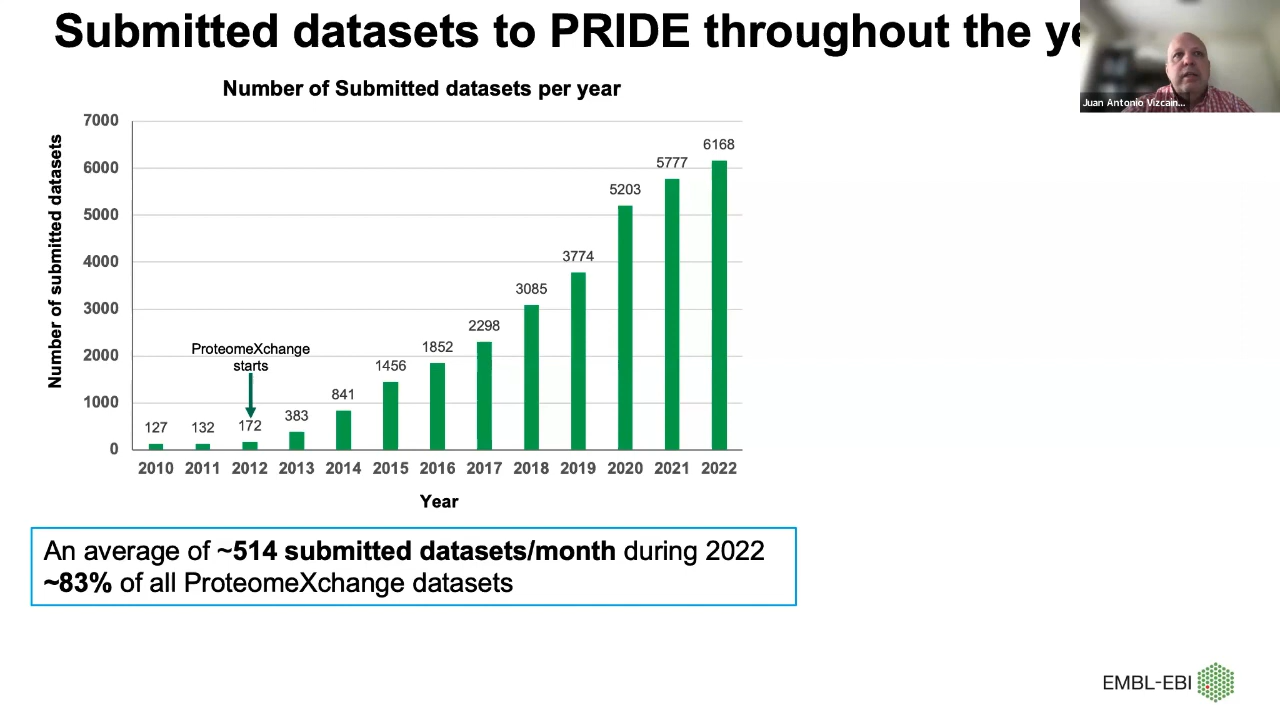 Submitted datasets to PRIDE throughout the ye
Juan Antonio Vizcain...
Number of Submitted datasets per year
Number of submitted datasets
7000
6000
5000
4000
3000
2000
1000
0
127
132
172
383
841
1456
1852
2298
3085
3774
5203
5777
6168
ProteomeXchange
starts
2010 2011 2012 2013 2014 2015 2016 2017 2018 2019 2020 2021 2022
Year
An average of ~514 submitted datasets/month during 2022
~83% of all ProteomeXchange datasets
EMBL-EBI